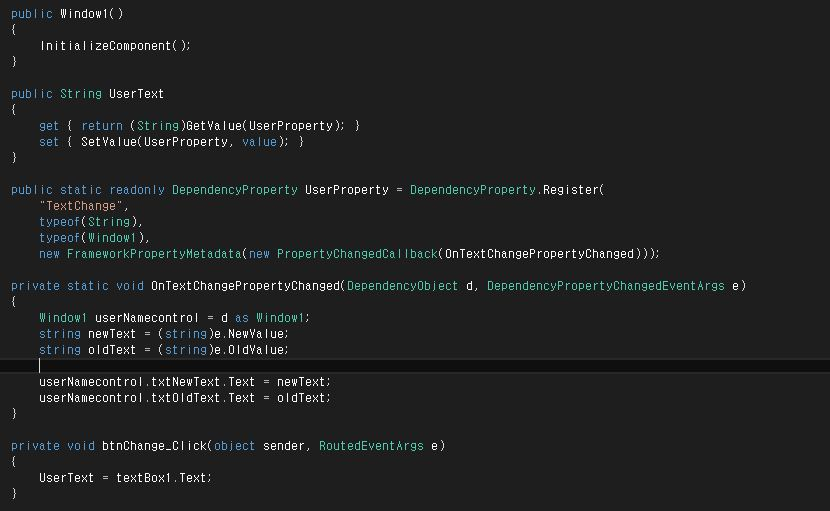 public Window1()
{
    InitializeComponent();
}

public String UserText
{
    get { return (String)GetValue(UserProperty); }
    set { SetValue(UserProperty, value); }
}

public static readonly DependencyProperty UserProperty = DependencyProperty.Register(
    "TextChange",
    typeof(String),
    typeof(Window1),
    new FrameworkPropertyMetadata(new PropertyChangedCallback(OnTextChangePropertyChanged)));

private static void OnTextChangePropertyChanged(DependencyObject d, DependencyPropertyChangedEventArgs e)
{
    Window1 userNamecontrol = d as Window1;
    string newText = (string)e.NewValue;
    string oldText = (string)e.OldValue;

    userNamecontrol.txtNewText.Text = newText;
    userNamecontrol.txtOldText.Text = oldText;
}

private void btnChange_Click(object sender, RoutedEventArgs e)
{
    UserText = textBox1.Text;
}